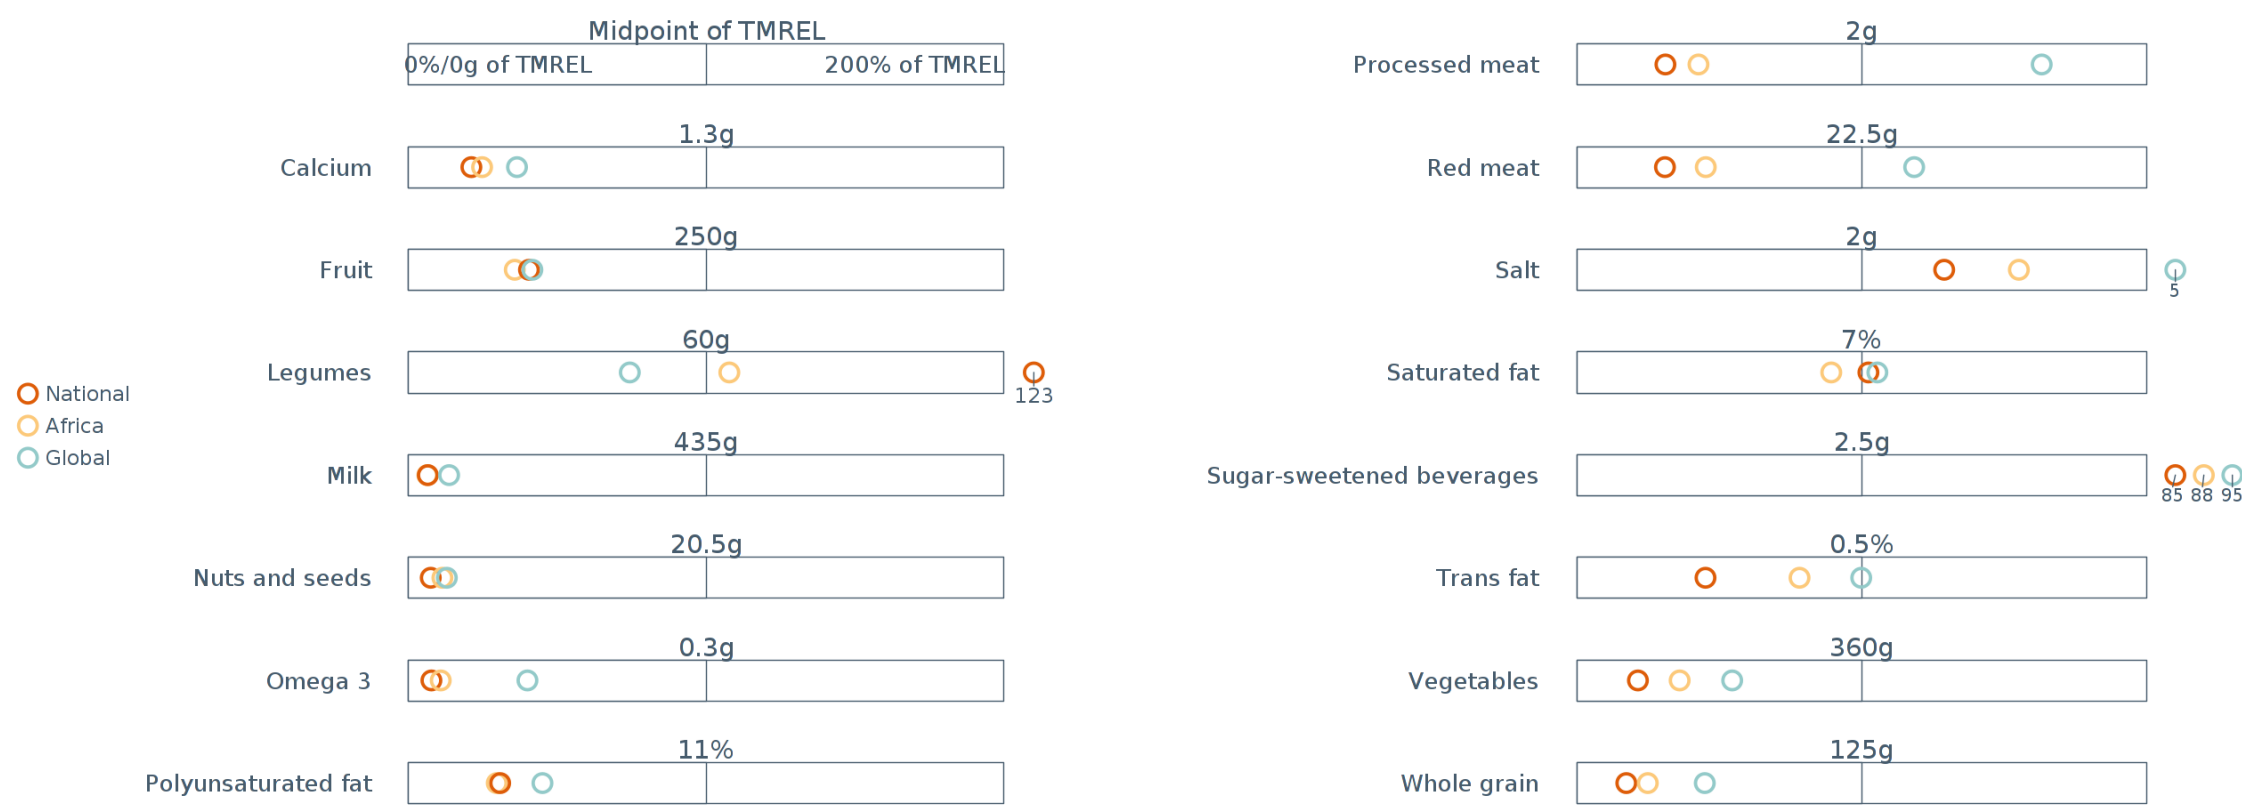 Midpoint of TMREL
0%/0g of TMREL
200% of TMREL
1.3g
Calcium
250g
Fruit
60g
Legumes
123
National
Africa
Global
435g
Milk
20.5g
Nuts and seeds
0.3g
Omega 3
11%
Polyunsaturated fat
2g
Processed meat
22.5g
Red meat
2g
Salt
5
7%
Saturated fat
2.5g
Sugar-sweetened beverages
85 88 95
0.5%
Trans fat
360g
Vegetables
125g
Whole grain